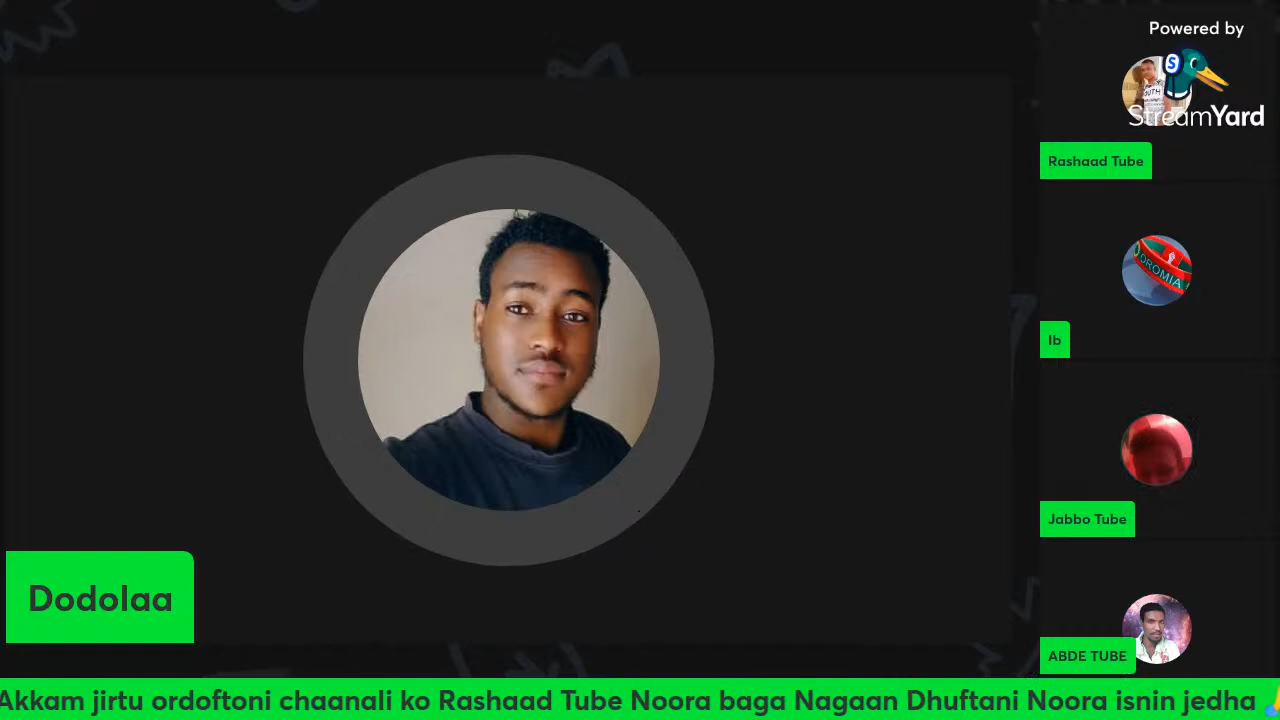 Powered by
StreamYard
Rashaad Tube
OROMIA
Ib
Jabbo Tube
Dodolaa
ABDE TUBE
Akkam jirtu ordoftoni chaanali ko Rashaad Tube Noora baga Nagaan Dhuftani Noora isnin jedha